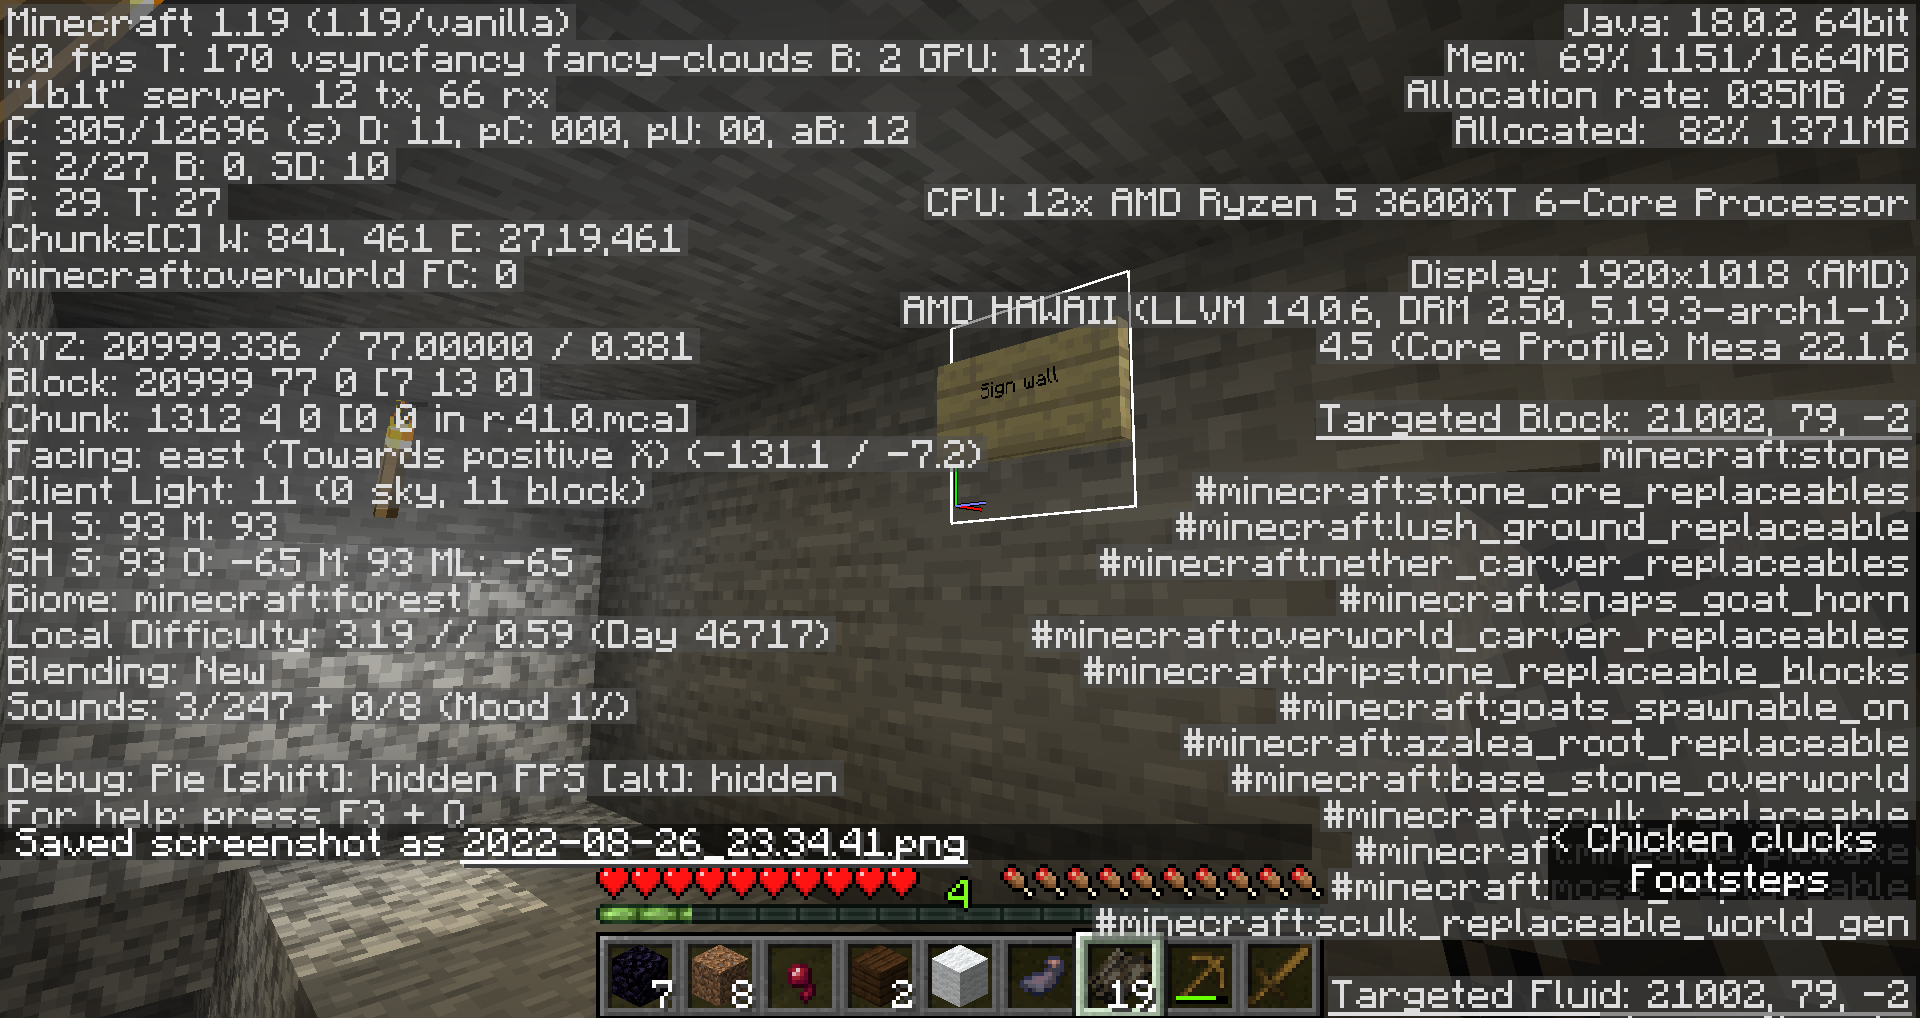 Minecraft 1.19 (1.19/vanilla)
60 fps T: 170 vsyncfancy fancy-clouds B: 2 GPU: 13%
"1b1t" server, 12 tx, 66 rx
C: 305/12696 (s) D: 11, pC: 000, pU: 00, aB: 12
E: 2/27, B: 0, SD: 10
P: 29. T: 27
Chunks[C] W: 841, 461 E: 27,19,461
minecraft:overworld FC: 0
XYZ: 20999.336 / 77.00000 / 0.381
Block: 20999 77 0 [7 13 0]
Chunk: 1312 4 0 [0 0 in r.41.0.mca]
Facing: east (Towards positive X) (-131.1 / -7.2)
Client Light: 11 (0 sky, 11 block)
CH S: 93 M: 93
SH S: 93 O: -65 M: 93 ML: -65
Biome: minecraft:forest
Local Difficulty: 3.19 // 0.59 (Day 46717)
Blending: New
Sounds: 3/247 + 0/8 (Mood 1%)
Debug: Pie [shift]: hidden FPS [alt]: hidden
For help: press F3 + Q
Saved screenshot as 2022-08-26_23.34.41.png
Java: 18.0.2 64bit
Mem: 69% 1151/1664MB
Allocation rate: 035MB /s
Allocated: 82% 1371MB
CPU: 12x AMD Ryzen 5 3600XT 6-Core Processor
Display: 1920x1018 (AMD)
AMD HAWAII (LLVM 14.0.6, DRM 2.50, 5.19.3-arch1-1)
4.5 (Core Profile) Mesa 22.1.6
Sign wall
Targeted Block: 21002, 79, -2
minecraft:stone
#minecraft:stone_ore_replaceables
#minecraft:lush_ground_replaceable
#minecraft:nether_carver_replaceables
#minecraft:snaps_goat_horn
#minecraft:overworld_carver_replaceables
#minecraft:dripstone_replaceable_blocks
#minecraft:goats_spawnable_on
#minecraft:azalea_root_replaceable
#minecraft:base_stone_overworld
#minecraft:sculk_replaceable
#minecraft:mineable/pickaxe
#minecraft:moss_replaceable
#minecraft:sculk_replaceable_world_gen
Targeted Fluid: 21002, 79, -2
< Chicken clucks
Footsteps
4
7
8
2
19